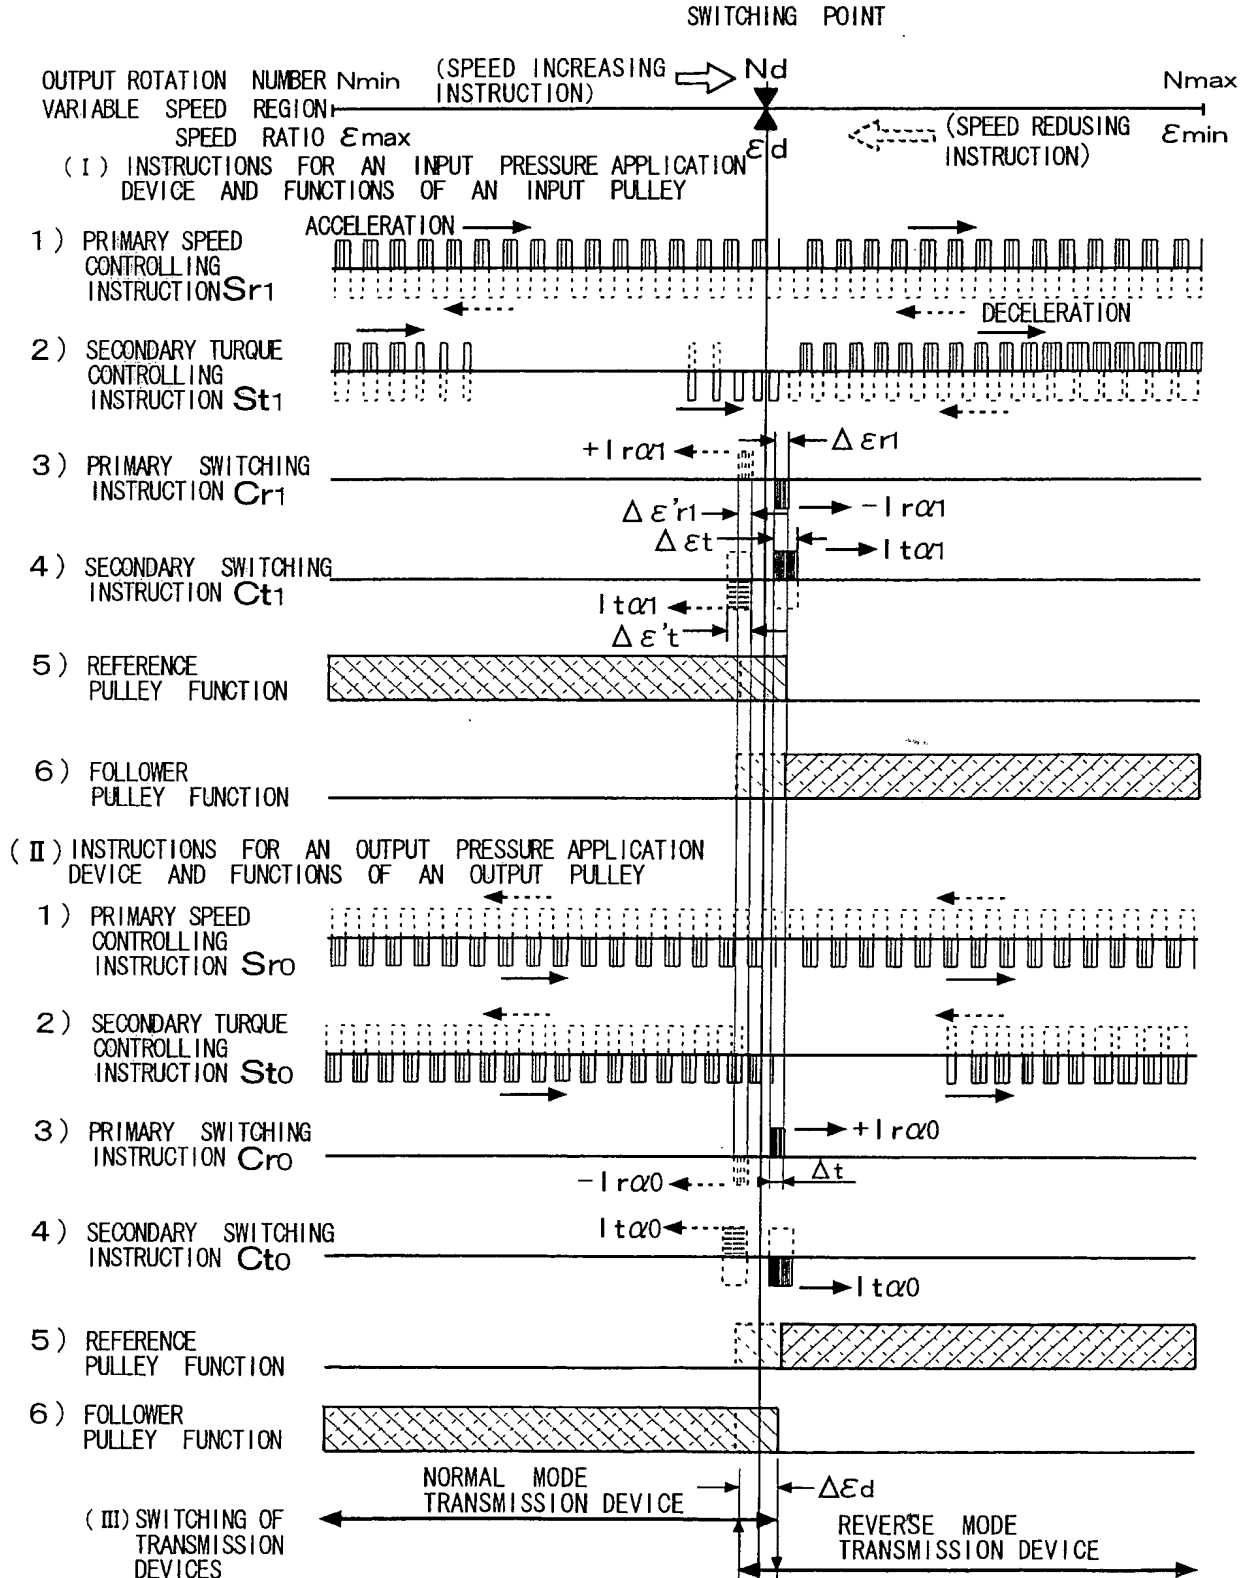 SWITCHING POINT
OUTPUT ROTATION NUMBER Nmin
(SPEED INCREASING
INSTRUCTION)
Nd
Nmax
VARIABLE SPEED REGION
SPEED RATIO εmax
εd
(SPEED REDUSING
INSTRUCTION)
εmin
(I) INSTRUCTIONS FOR AN INPUT PRESSURE APPLICATION
DEVICE AND FUNCTIONS OF AN INPUT PULLEY
ACCELERATION
1) PRIMARY SPEED
CONTROLLING
INSTRUCTION Sr1
DECELERATION
2) SECONDARY TURQUE
CONTROLLING
INSTRUCTION St1
Δεr1
+Irα1
3) PRIMARY SWITCHING
INSTRUCTION Cr1
-Irα1
Δε'r1
Δεt
Itα1
4) SECONDARY SWITCHING
INSTRUCTION Ct1
Itα1
Δε't
5) REFERENCE
PULLEY FUNCTION
6) FOLLOWER
PULLEY FUNCTION
(II) INSTRUCTIONS FOR AN OUTPUT PRESSURE APPLICATION
DEVICE AND FUNCTIONS OF AN OUTPUT PULLEY
1) PRIMARY SPEED
CONTROLLING
INSTRUCTION Sro
2) SECONDARY TURQUE
CONTROLLING
INSTRUCTION Sto
3) PRIMARY SWITCHING
INSTRUCTION Cro
+Irα0
Δt
-Irα0
4) SECONDARY SWITCHING
INSTRUCTION Cto
Itα0
Itα0
5) REFERENCE
PULLEY FUNCTION
6) FOLLOWER
PULLEY FUNCTION
NORMAL MODE
TRANSMISSION DEVICE
Δεd
(III) SWITCHING OF
TRANSMISSION
DEVICES
REVERSE MODE
TRANSMISSION DEVICE